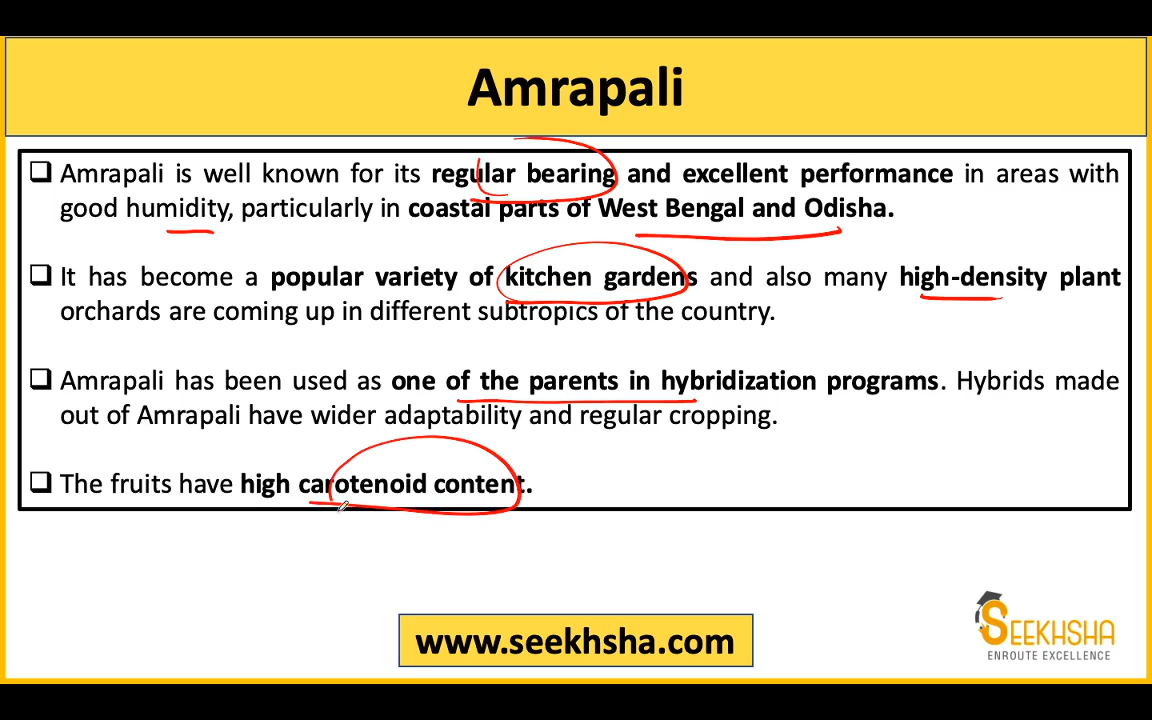 Amrapali
❑ Amrapali is well known for its regular bearing and excellent performance in areas with
good humidity, particularly in coastal parts of West Bengal and Odisha.
❑ It has become a popular variety of kitchen gardens and also many high-density plant
orchards are coming up in different subtropics of the country.
❑ Amrapali has been used as one of the parents in hybridization programs. Hybrids made
out of Amrapali have wider adaptability and regular cropping.
❑ The fruits have high carotenoid content.
www.seekhsha.com
SEEKHSHA
ENROUTE EXCELLENCE